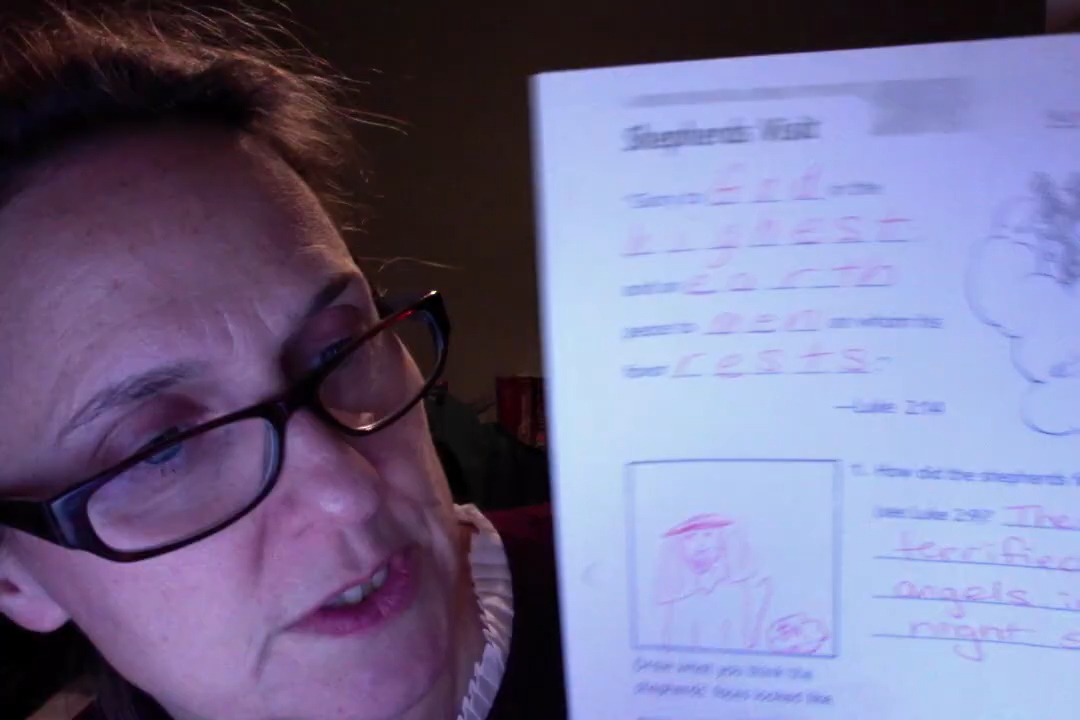 Shepherds Visit
"Glory to God in the
highest
and on earth
peace to men on whom his
favor rests."
—Luke 2:14
1. How did the shepherds
see Luke 2:9? The
terrified
angels i
night s
Draw what you think the
shepherds' faces looked like